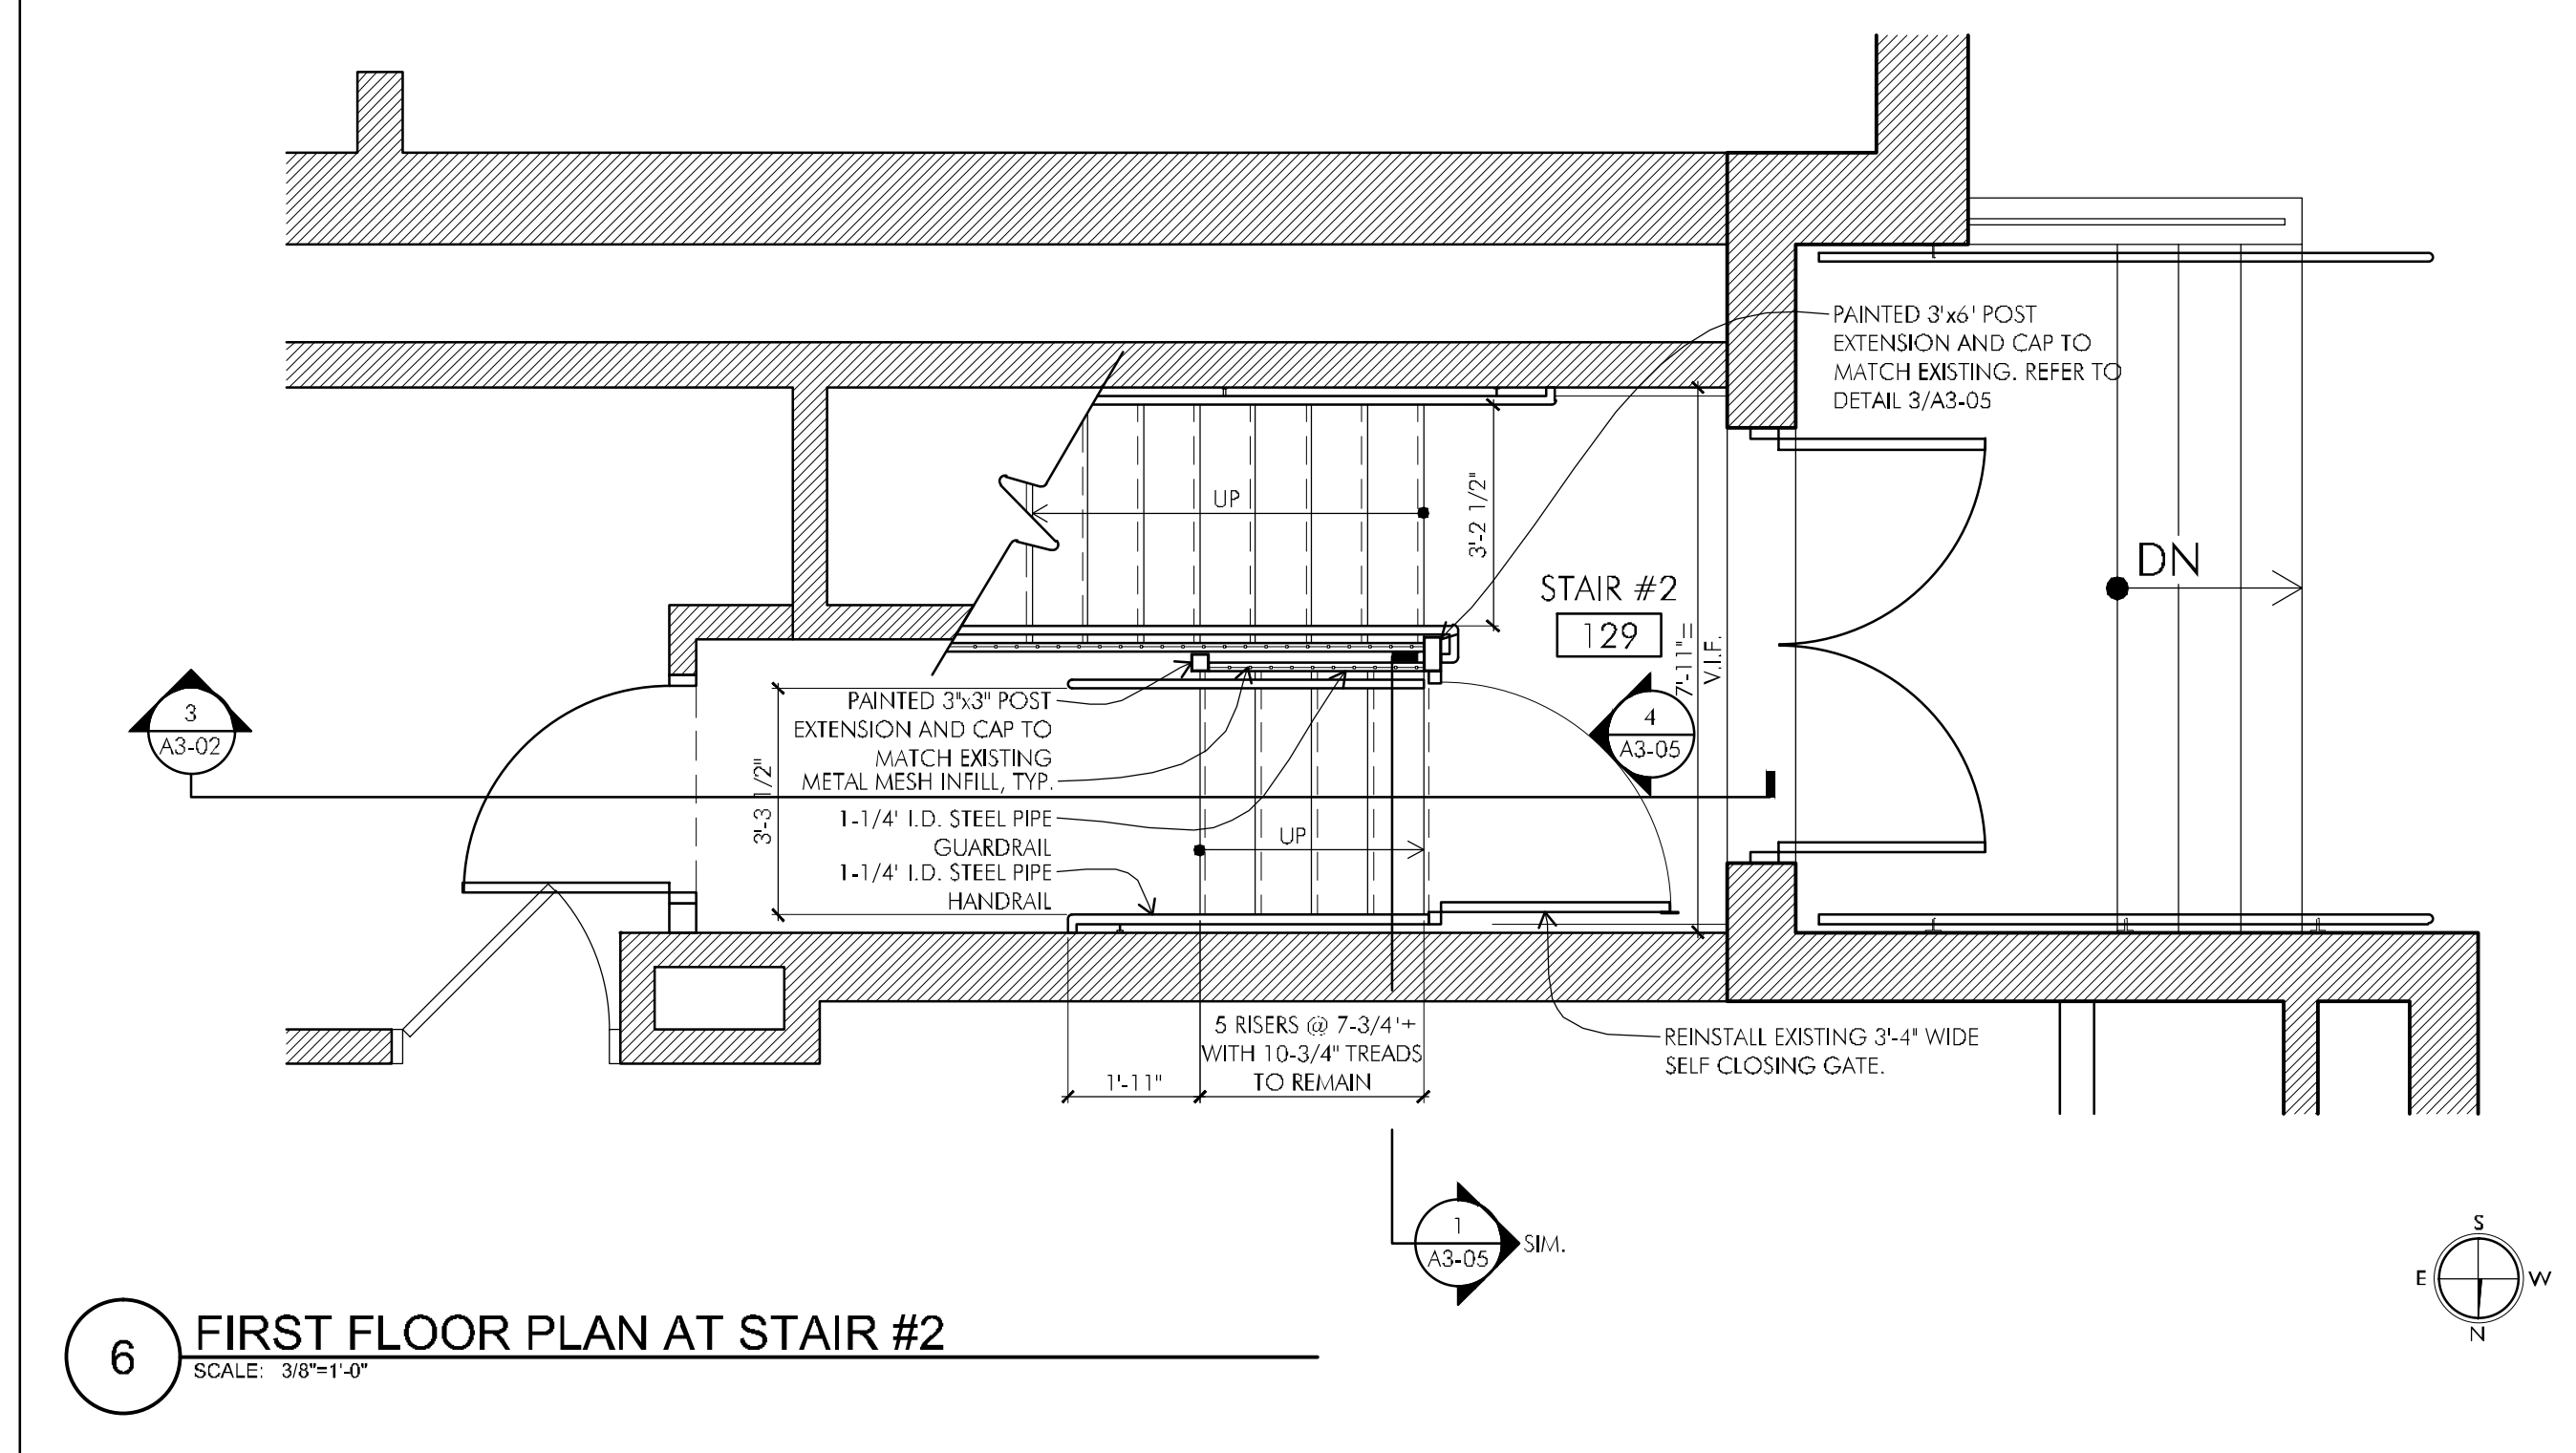 PAINTED 3'x6' POST
EXTENSION AND CAP TO
MATCH EXISTING. REFER TO
DETAIL 3/A3-05
UP
3'-2 1/2"
DN
STAIR #2
129
7'-11"=
V.I.F.
3
A3-02
PAINTED 3"x3" POST
EXTENSION AND CAP TO
MATCH EXISTING
METAL MESH INFILL, TYP.
4
A3-05
3'-3 1/2"
1-1/4' I.D. STEEL PIPE
GUARDRAIL
UP
1-1/4' I.D. STEEL PIPE
HANDRAIL
5 RISERS @ 7-3/4'+
WITH 10-3/4" TREADS
TO REMAIN
1'-11"
REINSTALL EXISTING 3'-4" WIDE
SELF CLOSING GATE.
1
A3-05
SIM.
S
E
W
N
6
FIRST FLOOR PLAN AT STAIR #2
SCALE: 3/8"=1'-0"